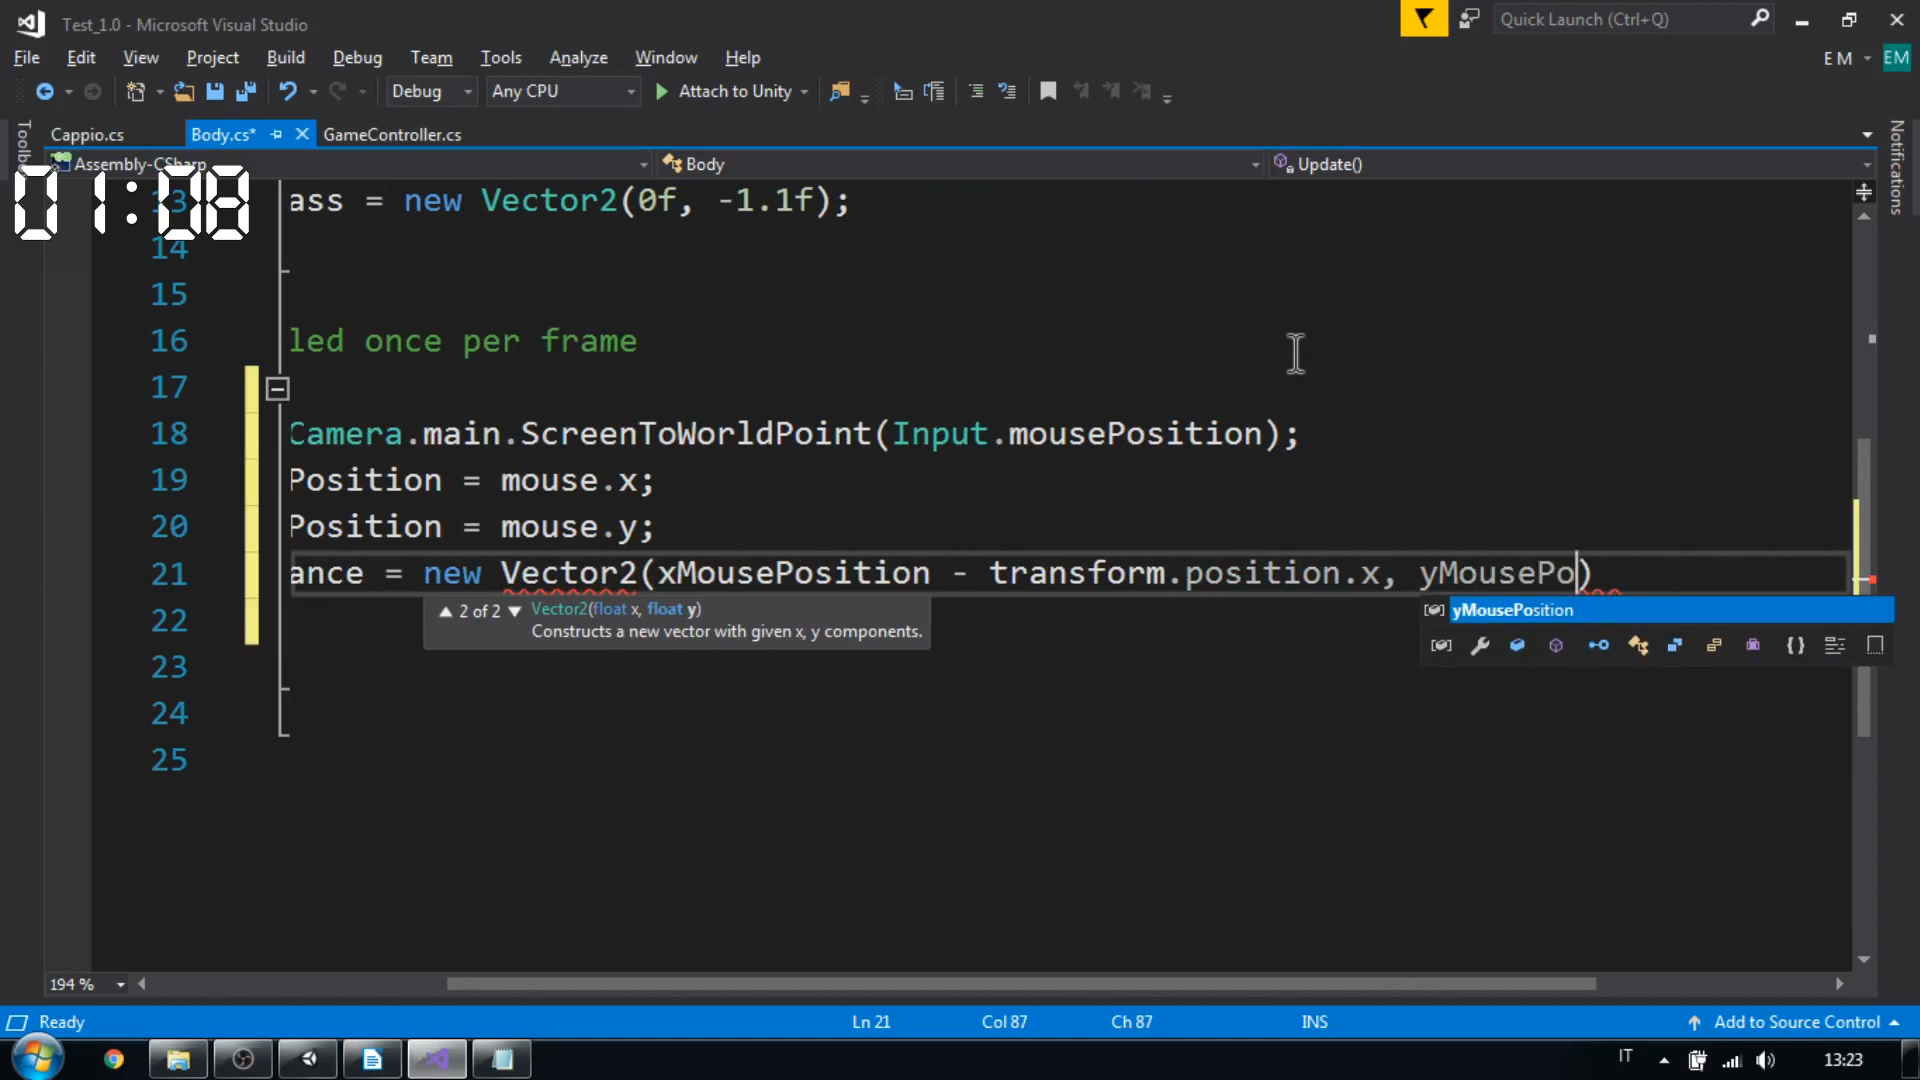 Test_1.0 - Microsoft Visual Studio
Quick Launch (Ctrl+Q)
File Edit View Project Build Debug Team Tools Analyze Window Help
E M EM
Debug Any CPU Attach to Unity
Cappio.cs Body.cs* GameController.cs
Assembly-CSharp Body Update()
Notifications
01:08
13 ass = new Vector2(0f, -1.1f);
14
15
16 led once per frame
17
18 Camera.main.ScreenToWorldPoint(Input.mousePosition);
19 Position = mouse.x;
20 Position = mouse.y;
21 ance = new Vector2(xMousePosition - transform.position.x, yMousePo)
22
23
24
25
2 of 2 Vector2(float x, float y)
Constructs a new vector with given x, y components.
yMousePosition
194 %
Ready Ln 21 Col 87 Ch 87 INS Add to Source Control
IT 13:23